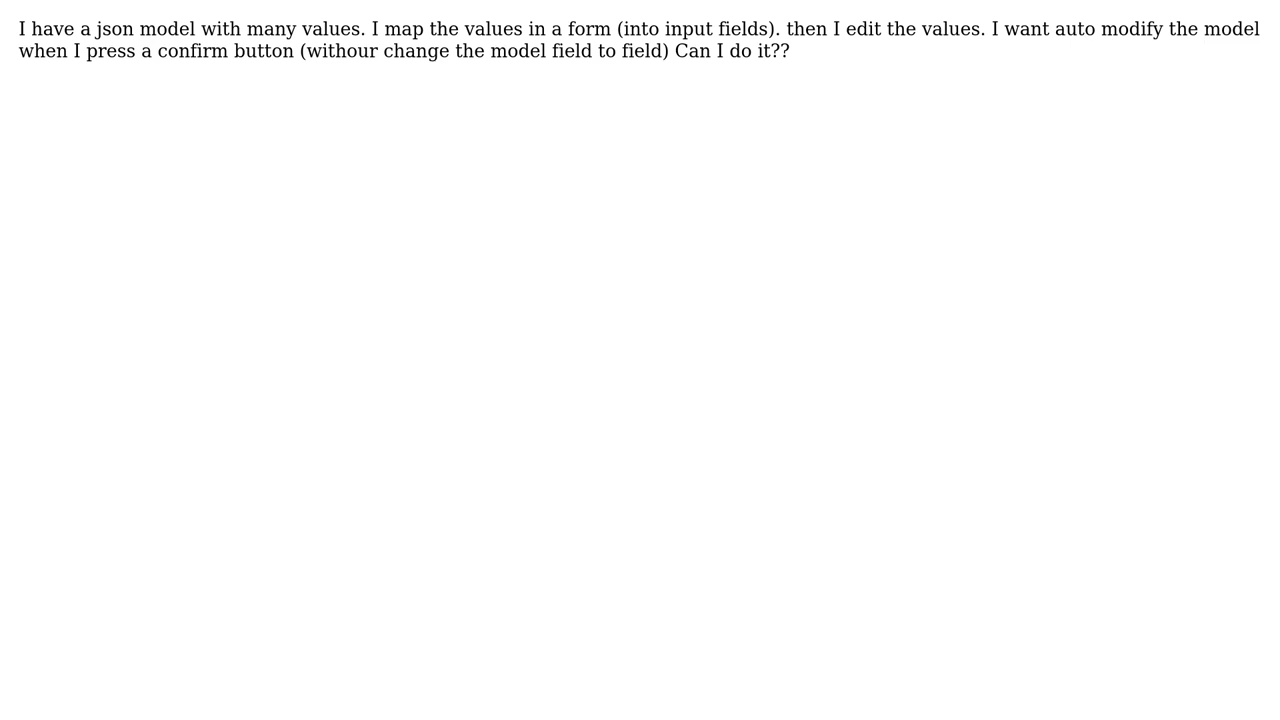 I have a json model with many values. I map the values in a form (into input fields). then I edit the values. I want auto modify the model
when I press a confirm button (withour change the model field to field) Can I do it??